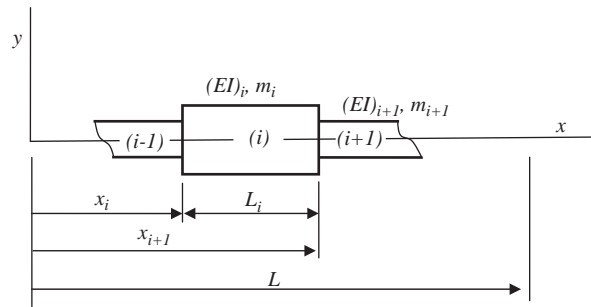 y
(EI)i, mi
(EI)i+1, mi+1
x
(i-1)
(i)
(i+1)
xi
Li
xi+1
L